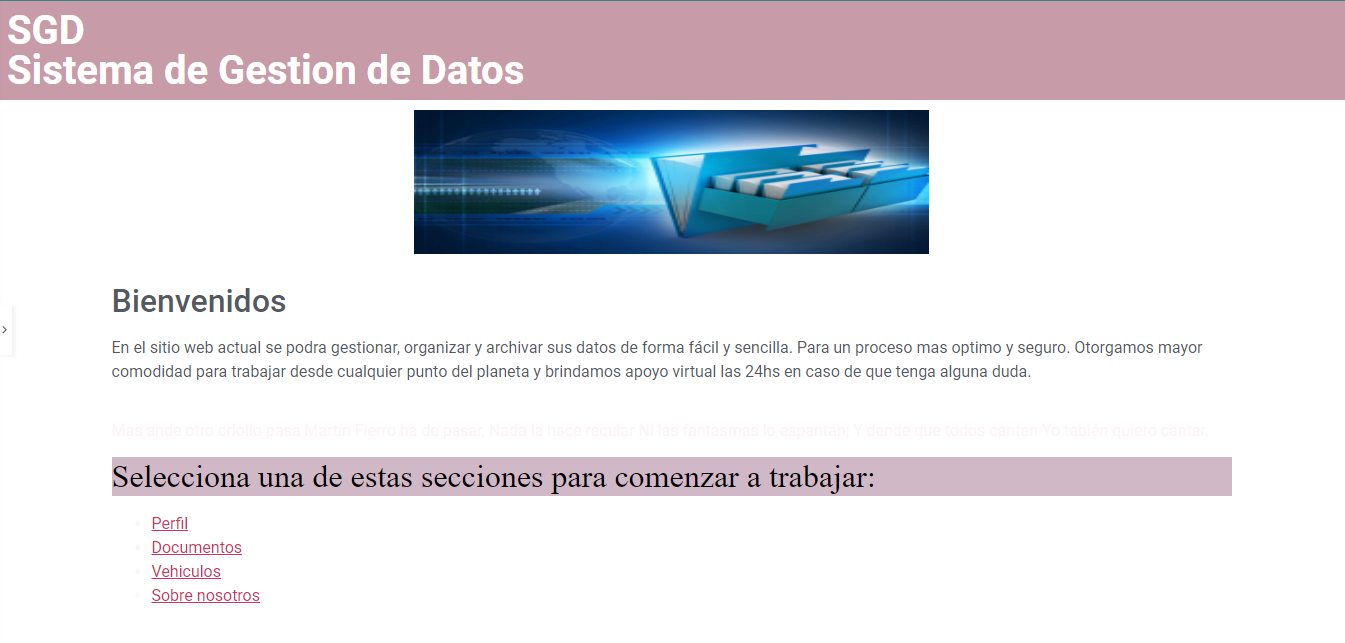 SGD
Sistema de Gestion de Datos
Bienvenidos
En el sitio web actual se podra gestionar, organizar y archivar sus datos de forma fácil y sencilla. Para un proceso mas optimo y seguro. Otorgamos mayor
comodidad para trabajar desde cualquier punto del planeta y brindamos apoyo virtual las 24hs en caso de que tenga alguna duda.
Mas ande otro criollo pasa Martín Fierro ha de pasar, Nada la hace recular Ni las fantasmas lo espantan; Y dende que todos cantan Yo tabién quiero cantar.
Selecciona una de estas secciones para comenzar a trabajar:
Perfil
Documentos
Vehiculos
Sobre nosotros